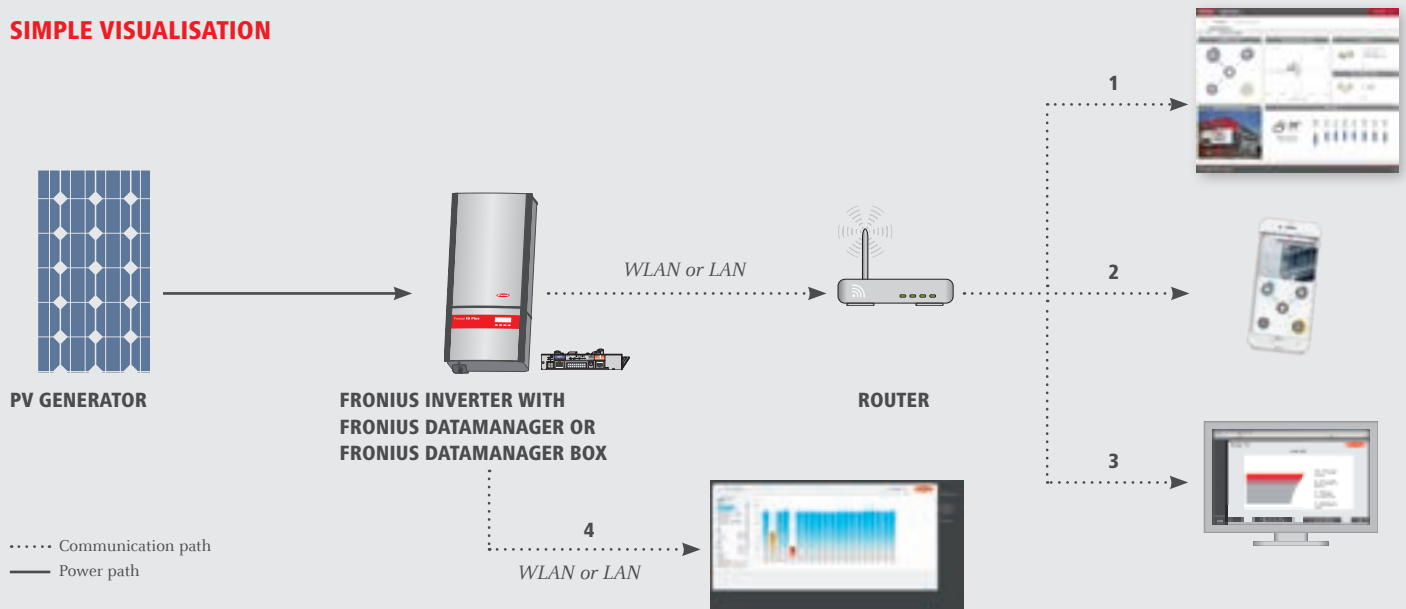 SIMPLE VISUALISATION
1
WLAN or LAN
2
PV GENERATOR
FRONIUS INVERTER WITH
FRONIUS DATAMANAGER OR
FRONIUS DATAMANAGER BOX
ROUTER
3
4
WLAN or LAN
Communication path
Power path